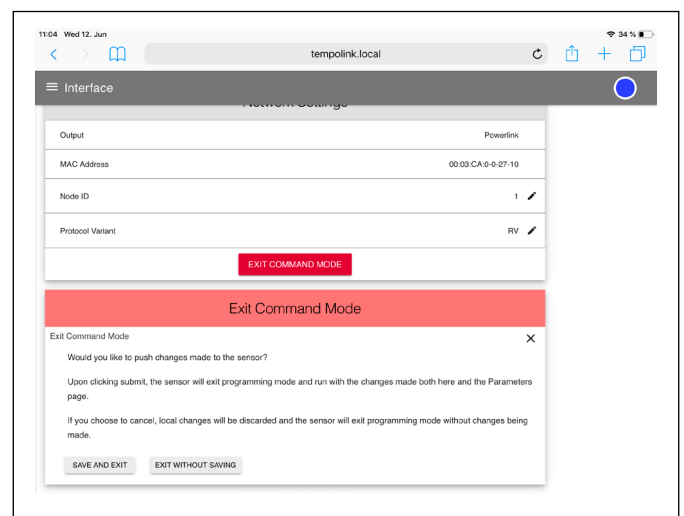 11:04 Wed 12. Jun
34 %
tempolink.local
Interface
Network Settings
Output Powerlink
MAC Address 00:03:CA:0-0-27-10
Node ID 1
Protocol Variant RV
EXIT COMMAND MODE
Exit Command Mode
Exit Command Mode
Would you like to push changes made to the sensor?
Upon clicking submit, the sensor will exit programming mode and run with the changes made both here and the Parameters
page.
If you choose to cancel, local changes will be discarded and the sensor will exit programming mode without changes being
made.
SAVE AND EXIT EXIT WITHOUT SAVING